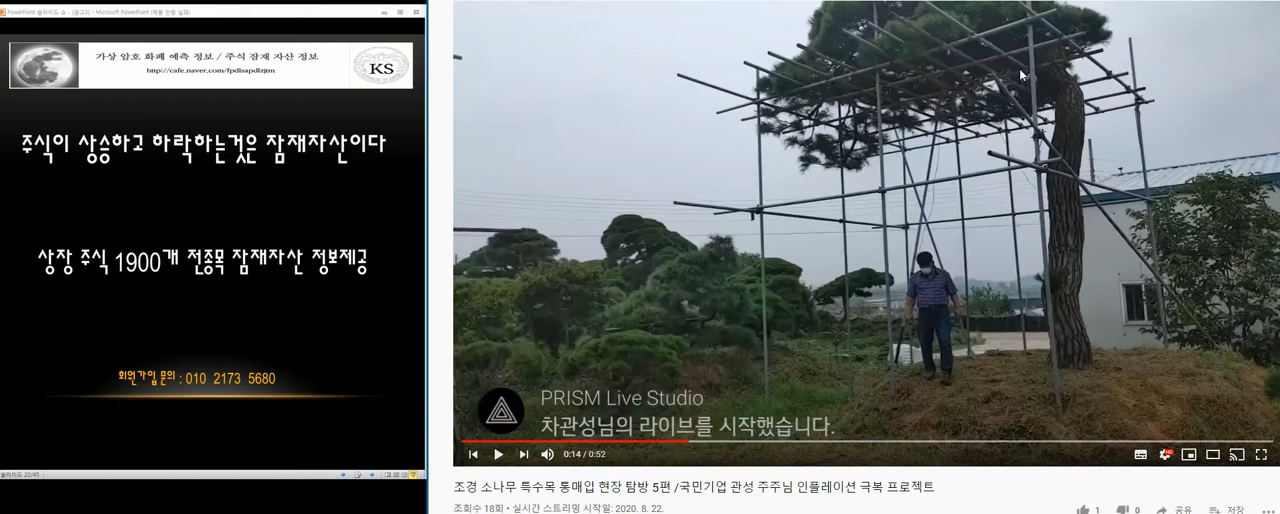 PowerPoint 슬라이드 쇼 - [광고3] - Microsoft PowerPoint (제품 인증 실패)
가상 암호 화폐 예측 정보 / 주식 잠재 자산 정보
http://cafe.naver.com/fpdlsapdlzjtm
KS
주식이 상승하고 하락하는것은 잠재자산이다
상장 주식 1900개 전종목 잠재자산 정보제공
회원가입 문의 : 010 2173 5680
슬라이드 22/45
PRISM Live Studio
차관성님의 라이브를 시작했습니다.
0:14 / 0:52
HD
조경 소나무 특수목 통매입 현장 탐방 5편 /국민기업 관성 주주님 인플레이션 극복 프로젝트
조회수 18회 • 실시간 스트리밍 시작일: 2020. 8. 22.
1
0
공유
저장